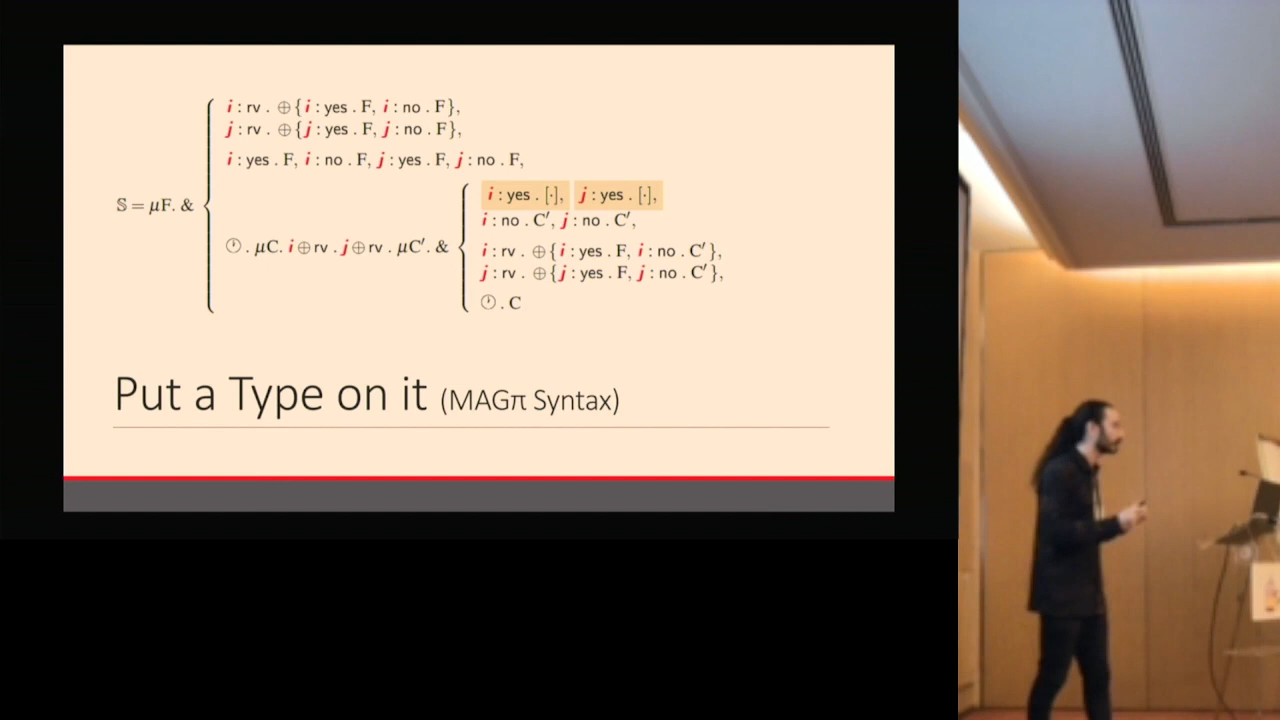 i : rv . ⊕{i : yes . F, i : no . F},
j : rv . ⊕{j : yes . F, j : no . F},
i : yes . F, i : no . F, j : yes . F, j : no . F,
𝕊 = μF. &
🕐 . μC. i⊕rv . j⊕rv . μC′. &
i : yes . [·], j : yes . [·],
i : no . C′, j : no . C′,
i : rv . ⊕{i : yes . F, i : no . C′},
j : rv . ⊕{j : yes . F, j : no . C′},
🕐 . C
Put a Type on it (MAGπ Syntax)